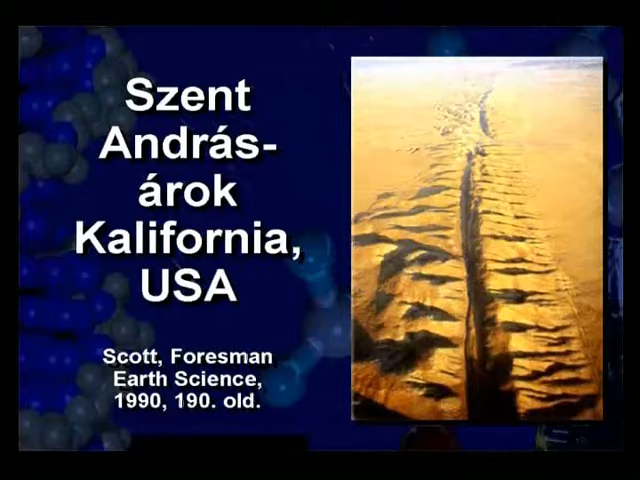 Szent
András-
árok
Kalifornia,
USA
Scott, Foresman
Earth Science,
1990, 190. old.